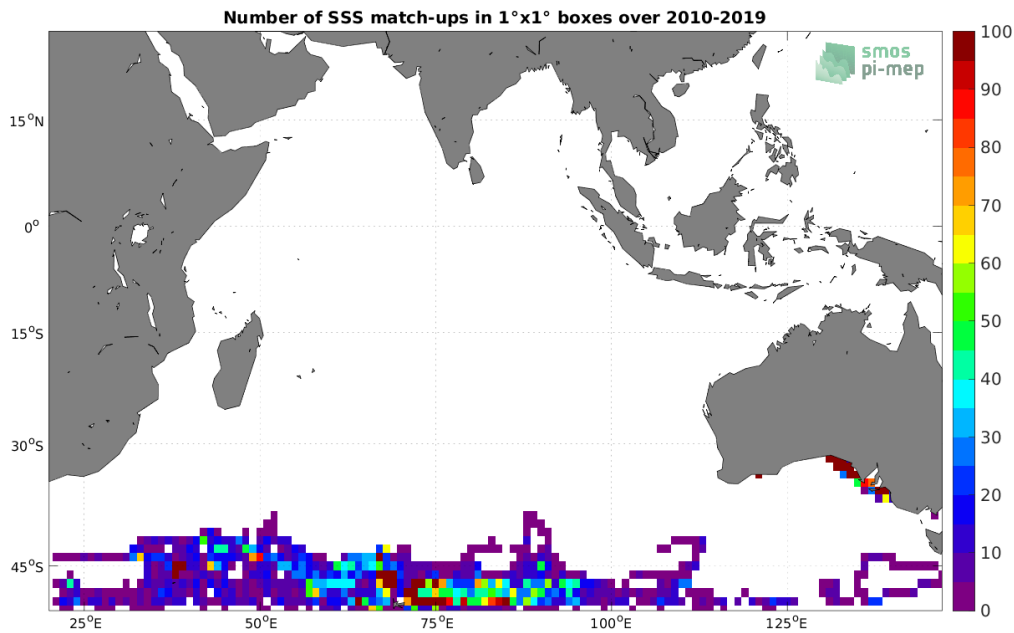 Number of SSS match-ups in 1°x1° boxes over 2010-2019
smos
pi-mep
15°N
0°
15°S
30°S
45°S
25°E
50°E
75°E
100°E
125°E
100
90
80
70
60
50
40
30
20
10
0